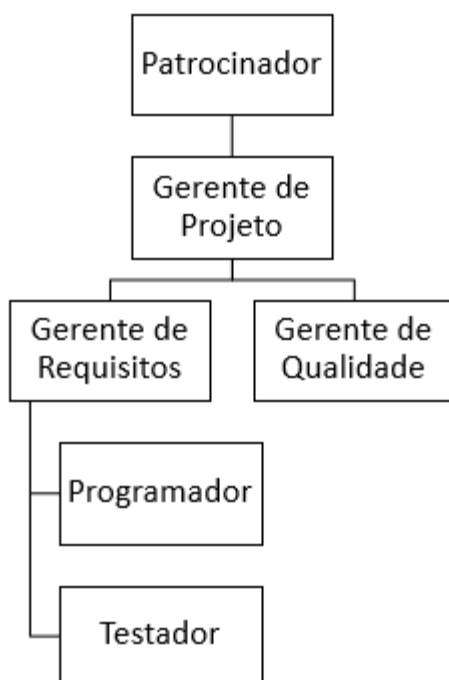 Patrocinador
Gerente de
Projeto
Gerente de
Requisitos
Gerente de
Qualidade
Programador
Testador